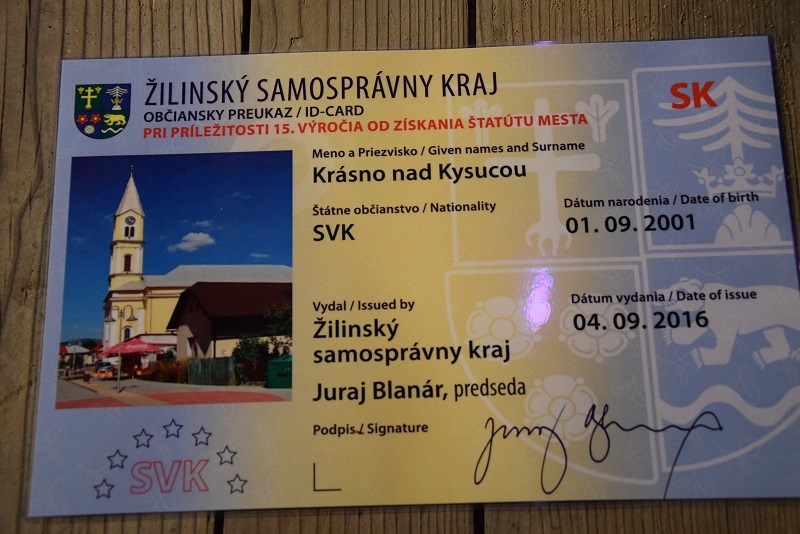 ŽILINSKÝ SAMOSPRÁVNY KRAJ
OBČIANSKY PREUKAZ / ID-CARD
PRI PRÍLEŽITOSTI 15. VÝROČIA OD ZÍSKANIA ŠTATÚTU MESTA
SK
Meno a Priezvisko / Given names and Surname
Krásno nad Kysucou
Štátne občianstvo / Nationality
SVK
Dátum narodenia / Date of birth
01. 09. 2001
Vydal / Issued by
Žilinský
samosprávny kraj
Juraj Blanár, predseda
Dátum vydania / Date of issue
04. 09. 2016
Podpis / Signature
SVK